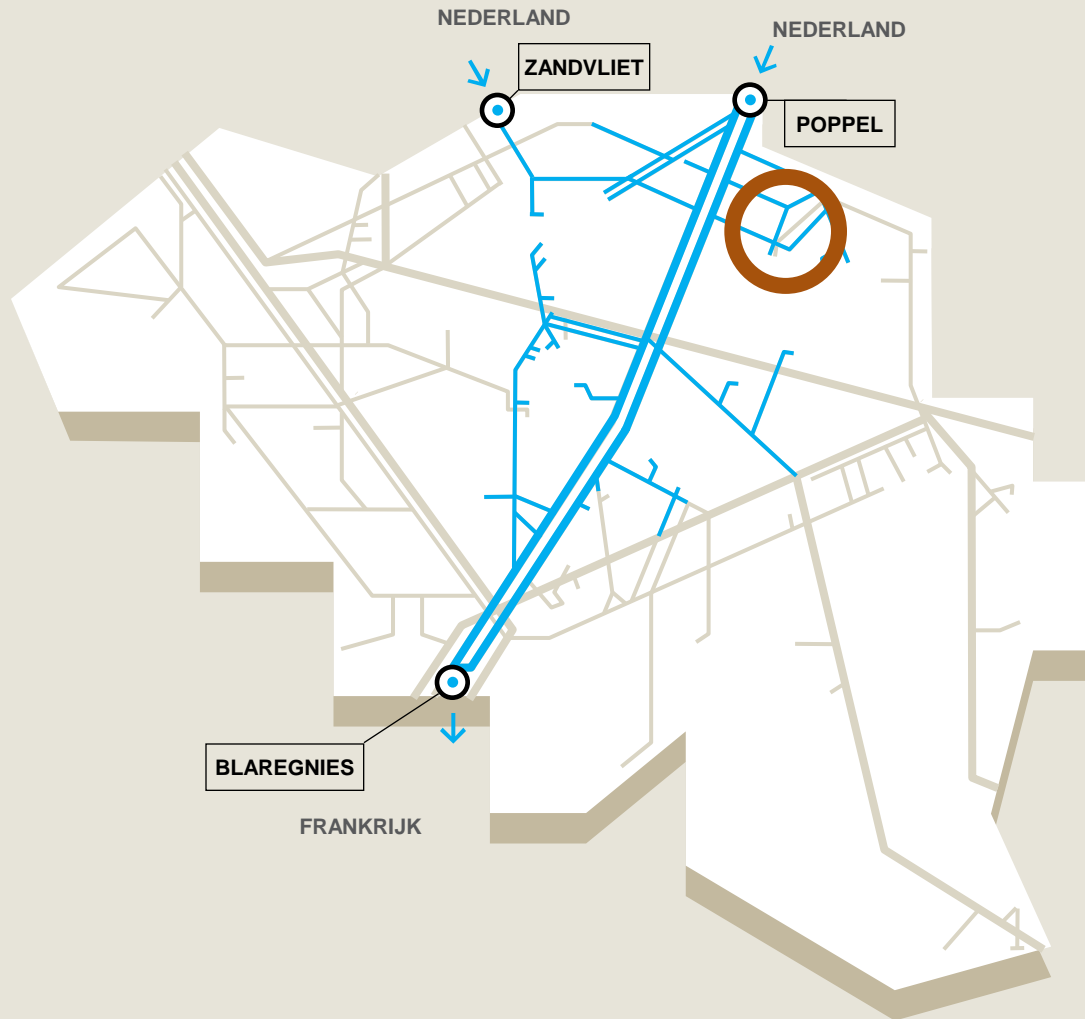 NEDERLAND
NEDERLAND
ZANDVLIET
POPPEL
BLAREGNIES
FRANKRIJK